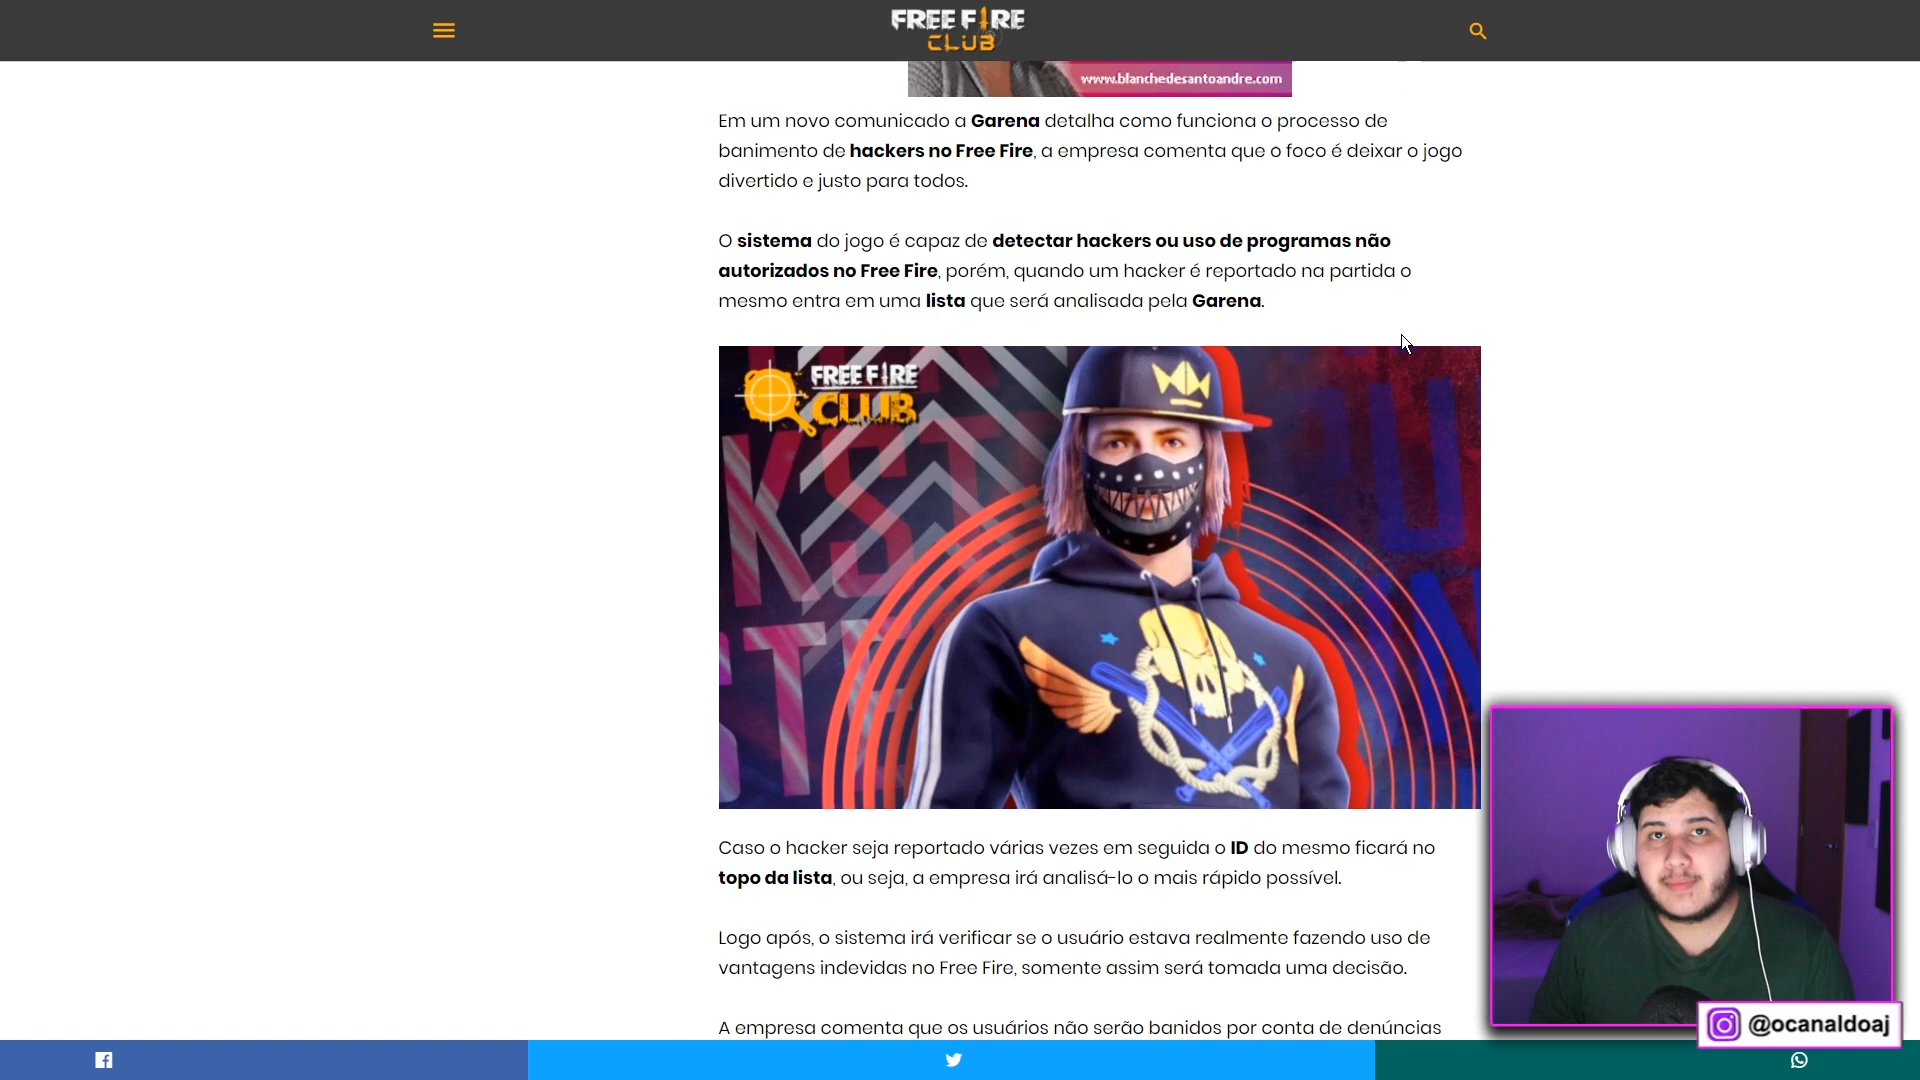 FREE FIRE
CLUB
www.blanchedesantoandre.com
Em um novo comunicado a Garena detalha como funciona o processo de
banimento de hackers no Free Fire, a empresa comenta que o foco é deixar o jogo
divertido e justo para todos.
O sistema do jogo é capaz de detectar hackers ou uso de programas não
autorizados no Free Fire, porém, quando um hacker é reportado na partida o
mesmo entra em uma lista que será analisada pela Garena.
FREE FIRE
CLUB
Caso o hacker seja reportado várias vezes em seguida o ID do mesmo ficará no
topo da lista, ou seja, a empresa irá analisá-lo o mais rápido possível.
Logo após, o sistema irá verificar se o usuário estava realmente fazendo uso de
vantagens indevidas no Free Fire, somente assim será tomada uma decisão.
A empresa comenta que os usuários não serão banidos por conta de denúncias
@ocanaldoaj